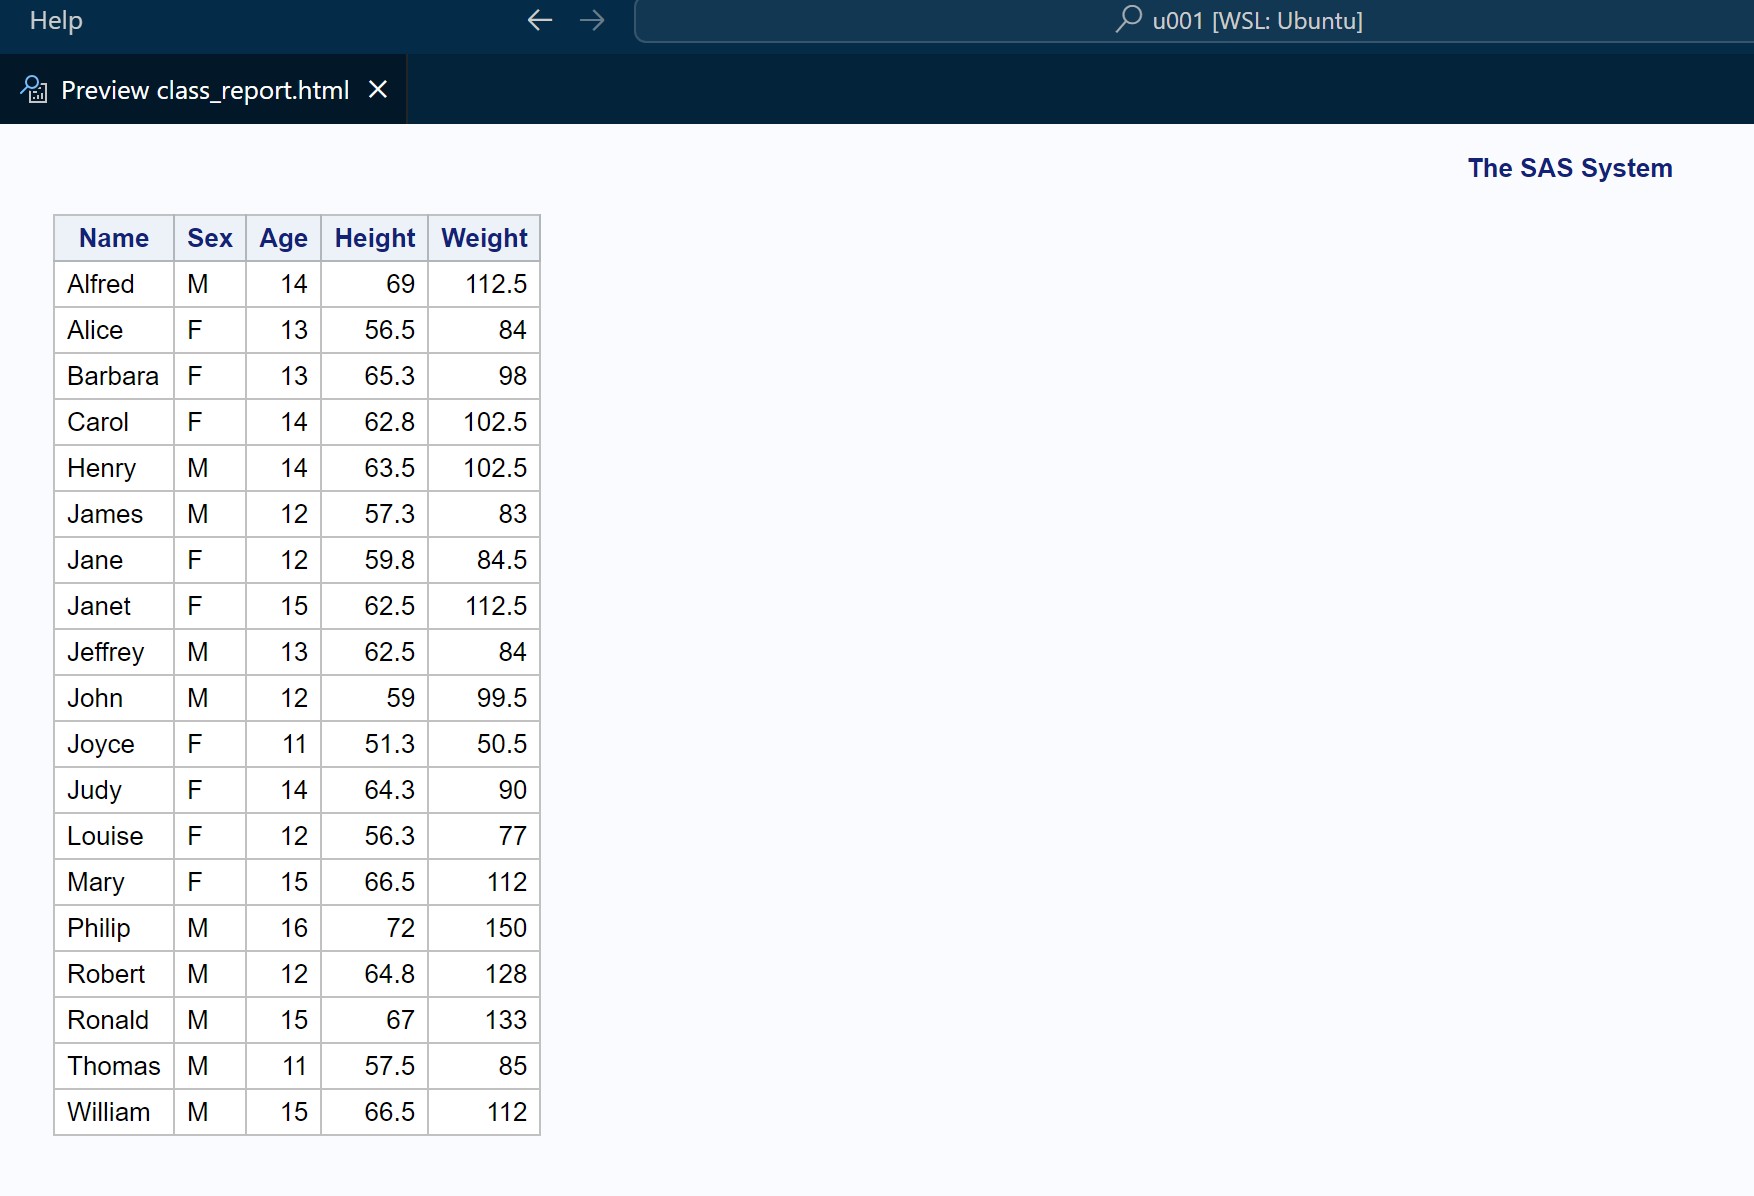 Help
u001 [WSL: Ubuntu]
Preview class_report.html
The SAS System
Name Sex Age Height Weight
Alfred M 14 69 112.5
Alice F 13 56.5 84
Barbara F 13 65.3 98
Carol F 14 62.8 102.5
Henry M 14 63.5 102.5
James M 12 57.3 83
Jane F 12 59.8 84.5
Janet F 15 62.5 112.5
Jeffrey M 13 62.5 84
John M 12 59 99.5
Joyce F 11 51.3 50.5
Judy F 14 64.3 90
Louise F 12 56.3 77
Mary F 15 66.5 112
Philip M 16 72 150
Robert M 12 64.8 128
Ronald M 15 67 133
Thomas M 11 57.5 85
William M 15 66.5 112